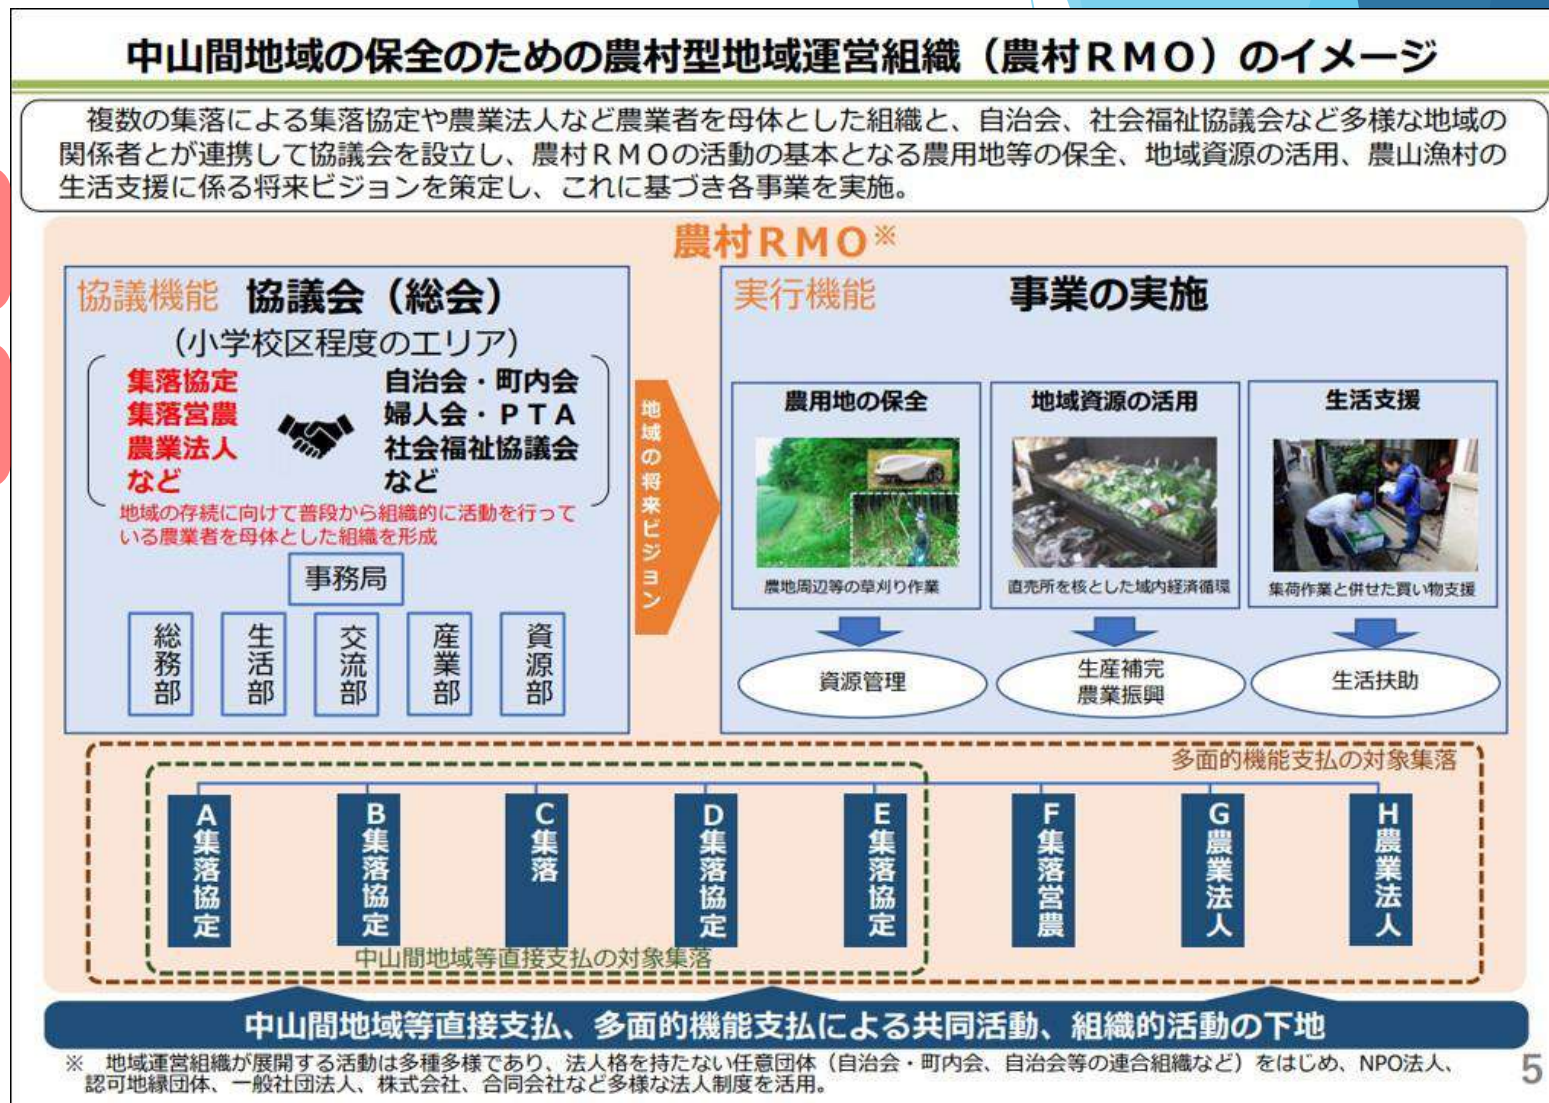 中山間地域の保全のための農村型地域運営組織（農村ＲＭＯ）のイメージ
複数の集落による集落協定や農業法人など農業者を母体とした組織と、自治会、社会福祉協議会など多様な地域の
関係者とが連携して協議会を設立し、農村ＲＭＯの活動の基本となる農用地等の保全、地域資源の活用、農山漁村の
生活支援に係る将来ビジョンを策定し、これに基づき各事業を実施。
農村ＲＭＯ※
協議機能 協議会（総会）
（小学校区程度のエリア）
集落協定
集落営農
農業法人
など
自治会・町内会
婦人会・ＰＴＡ
社会福祉協議会
など
地域の存続に向けて普段から組織的に活動を行って
いる農業者を母体とした組織を形成
事務局
総務部
生活部
交流部
産業部
資源部
地域の将来ビジョン
実行機能 事業の実施
農用地の保全
農地周辺等の草刈り作業
資源管理
地域資源の活用
直売所を核とした域内経済循環
生産補完
農業振興
生活支援
集荷作業と併せた買い物支援
生活扶助
多面的機能支払の対象集落
A集落協定
B集落協定
C集落
D集落協定
E集落協定
F集落営農
G農業法人
H農業法人
中山間地域等直接支払の対象集落
中山間地域等直接支払、多面的機能支払による共同活動、組織的活動の下地
※ 地域運営組織が展開する活動は多種多様であり、法人格を持たない任意団体（自治会・町内会、自治会等の連合組織など）をはじめ、NPO法人、
認可地縁団体、一般社団法人、株式会社、合同会社など多様な法人制度を活用。
5